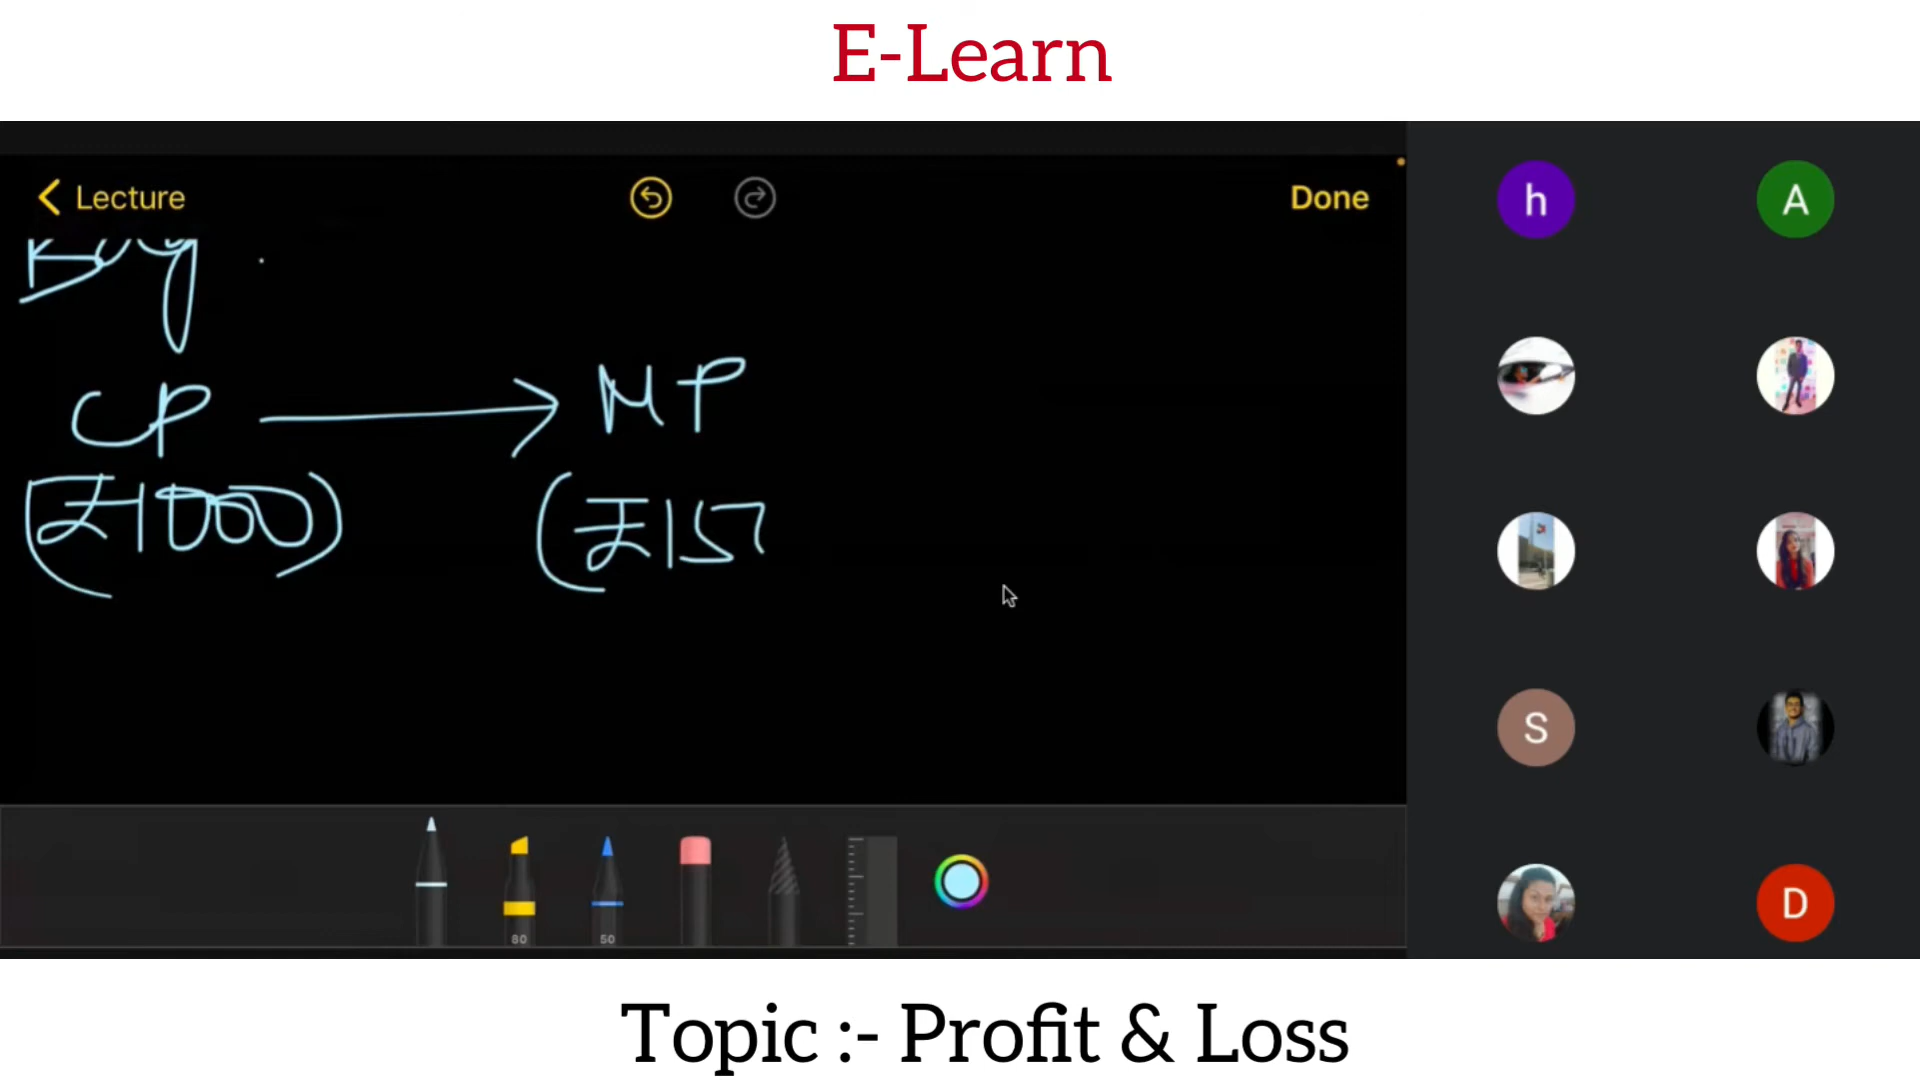 E-Learn
Lecture
Done
CP → MP
(₹1000) (₹15
80 50
h A
S
D
Topic :- Profit & Loss